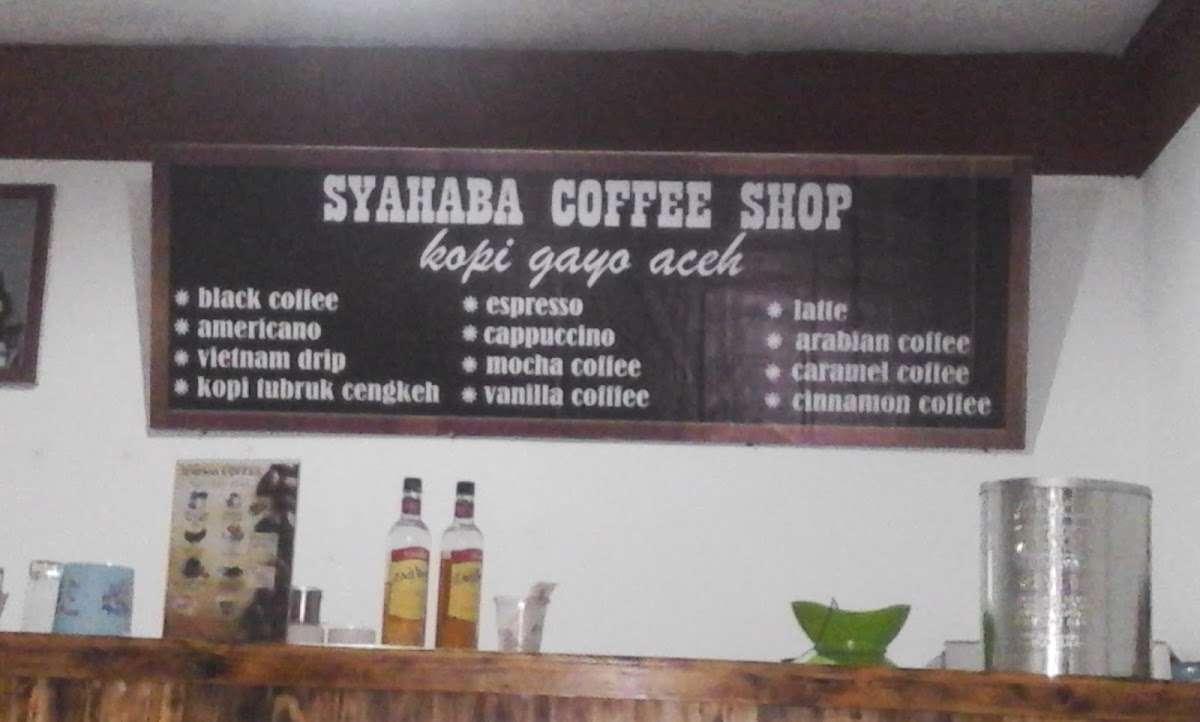 SYAHABA COFFEE SHOP
kopi gayo aceh
* black coffee
* americano
* vietnam drip
* kopi tubruk cengkeh
* espresso
* cappuccino
* mocha coffee
* vanilla colffee
* latte
* arabian coffee
* caramel coffee
* cinnamon coffee